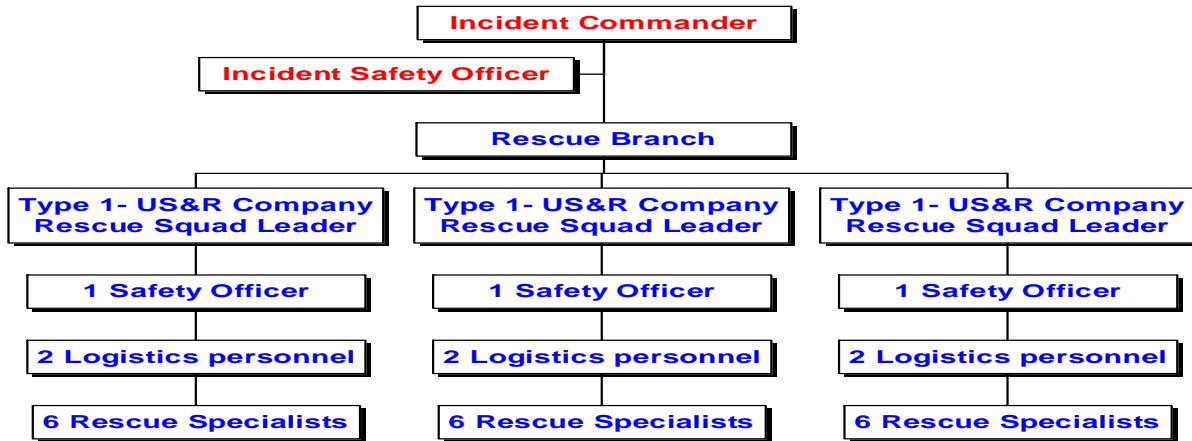 Incident Commander
Incident Safety Officer
Rescue Branch
Type 1- US&R Company
Rescue Squad Leader
Type 1- US&R Company
Rescue Squad Leader
Type 1- US&R Company
Rescue Squad Leader
1 Safety Officer
1 Safety Officer
1 Safety Officer
2 Logistics personnel
2 Logistics personnel
2 Logistics personnel
6 Rescue Specialists
6 Rescue Specialists
6 Rescue Specialists